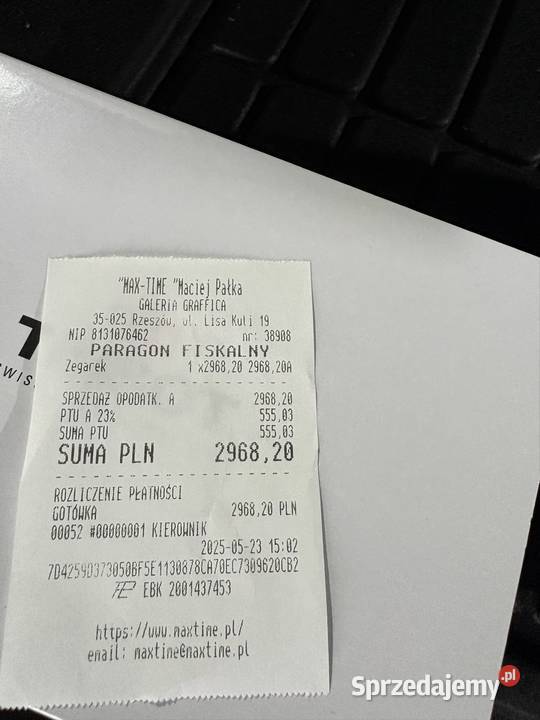 "MAX-TIME "Maciej Pałka
GALERIA GRAFFICA
35-025 Rzeszów, ul. Lisa Kuli 19
NIP 8131076462 nr: 38908
PARAGON FISKALNY
Zegarek 1 x2968,20 2968,20A
SPRZEDAŻ OPODATK. A 2968,20
PTU A 23% 555,03
SUMA PTU 555,03
SUMA PLN 2968,20
ROZLICZENIE PŁATNOŚCI
GOTÓWKA 2968,20 PLN
00052 #00000001 KIEROWNIK
2025-05-23 15:02
7D4259D373050BF5E1130878CA70EC7309620CB2
EBK 2001437453
https://www.maxtime.pl/
email: maxtime@maxtime.pl
Sprzedajemy.pl